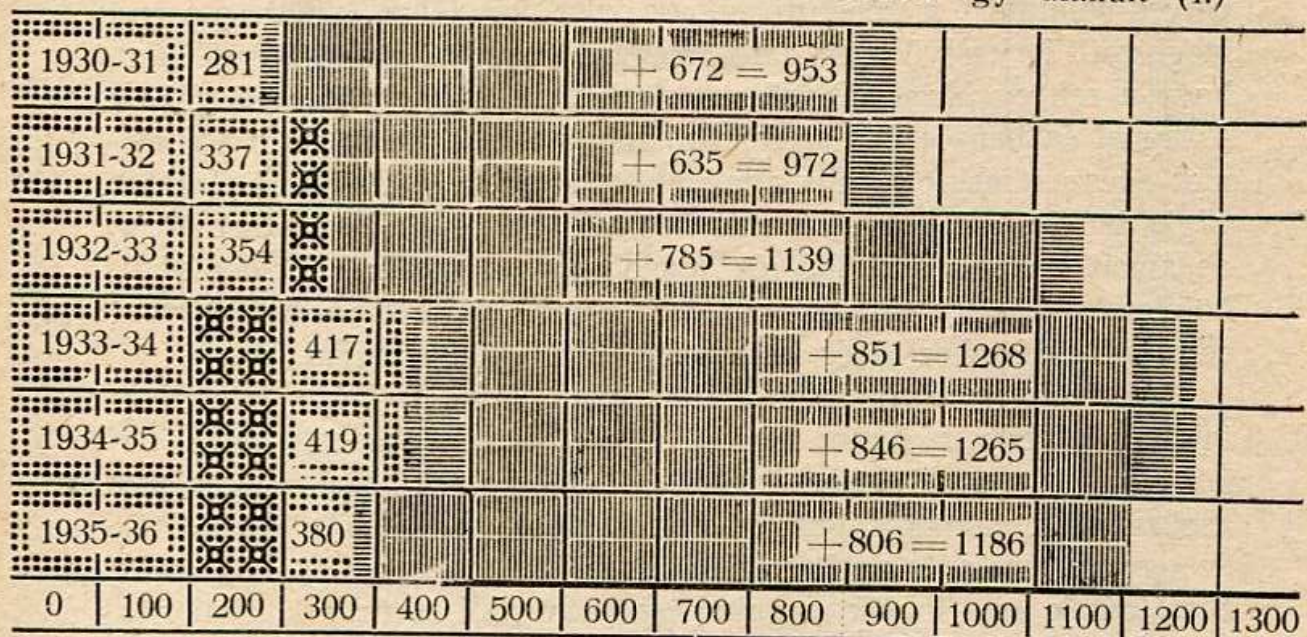 (1.)
1930-31 281 + 672 = 953
1931-32 337 + 635 = 972
1932-33 354 + 785 = 1139
1933-34 417 + 851 = 1268
1934-35 419 + 846 = 1265
1935-36 380 + 806 = 1186
0 100 200 300 400 500 600 700 800 900 1000 1100 1200 1300